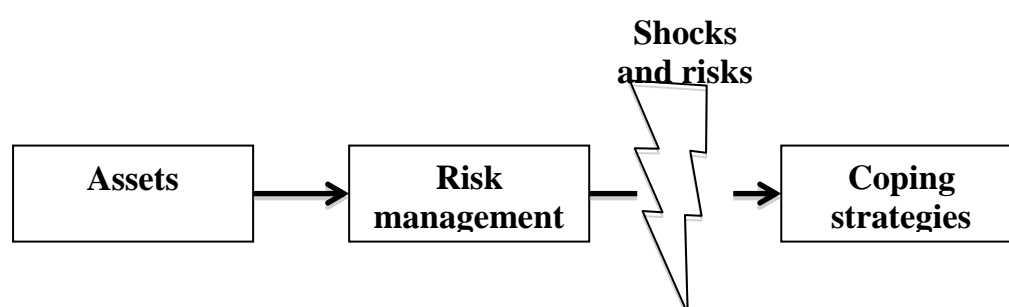 Shocks
and risks
Assets
Risk
management
Coping
strategies